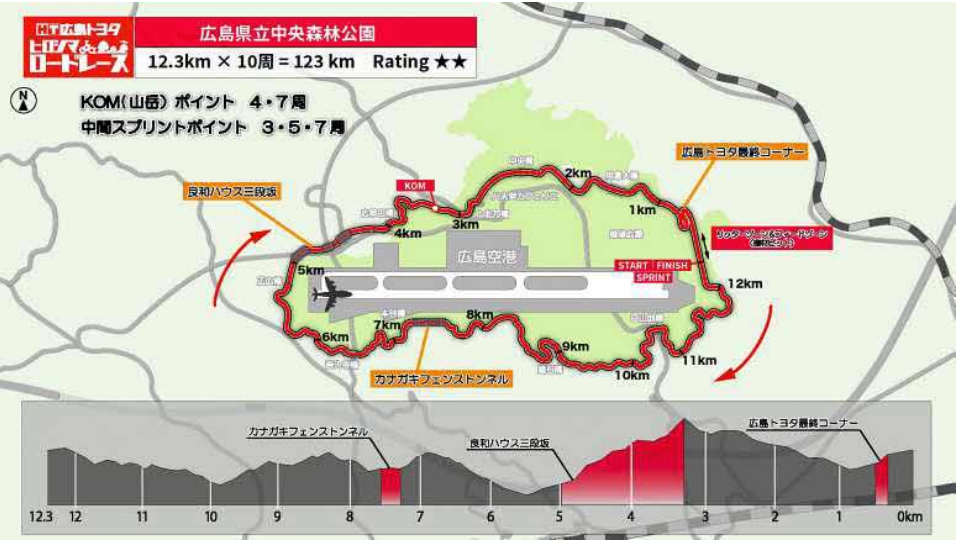 HT広島トヨタ
ヒロシマ
ロードレース
広島県立中央森林公園
12.3km × 10周 = 123 km Rating ★★
N
KOM(山岳) ポイント 4・7周
中間スプリントポイント 3・5・7周
広島トヨタ最終コーナー
良和ハウス三段坂
KOM
2km
1km
3km
4km
5km
広島空港
START FINISH
SPRINT
12km
6km
7km
8km
9km
10km
11km
カナガキフェンストンネル
カナガキフェンストンネル
良和ハウス三段坂
広島トヨタ最終コーナー
12.3 12 11 10 9 8 7 6 5 4 3 2 1 0km